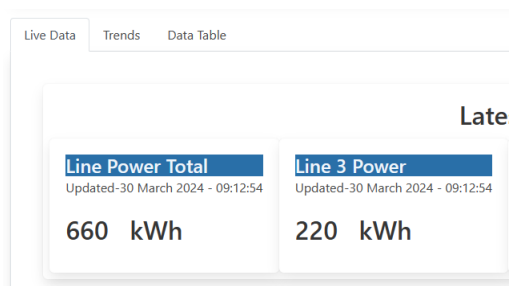 Live Data Trends Data Table
Line Power Total Line 3 Power
Updated-30 March 2024 - 09:12:54 Updated-30 March 2024 - 09:12:54
660 kWh 220 kWh